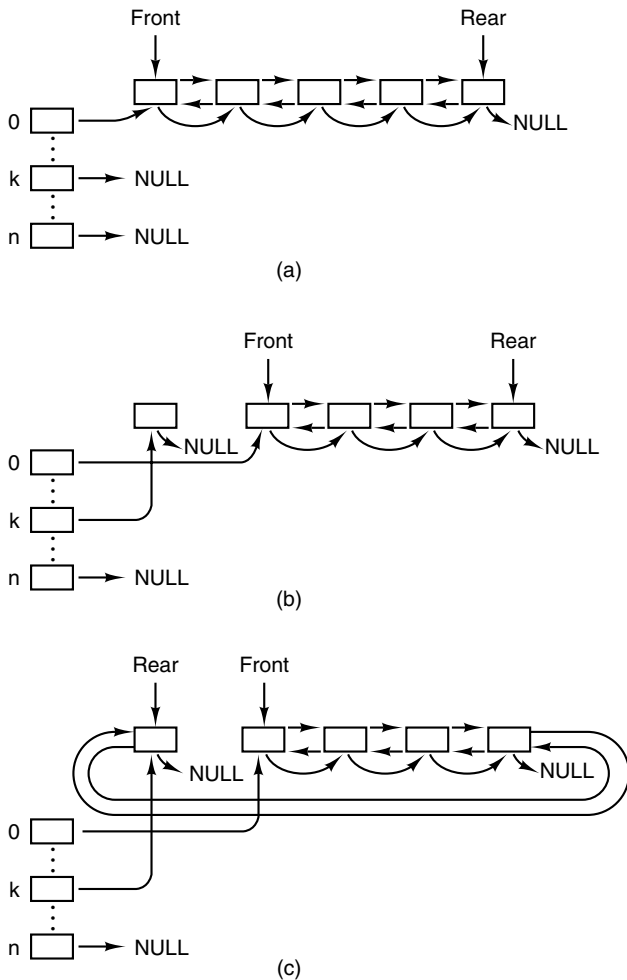 Front Rear
0 NULL
k NULL
n NULL
(a)
Front Rear
NULL NULL
0
k
n NULL
(b)
Rear Front
NULL NULL
0
k
n NULL
(c)